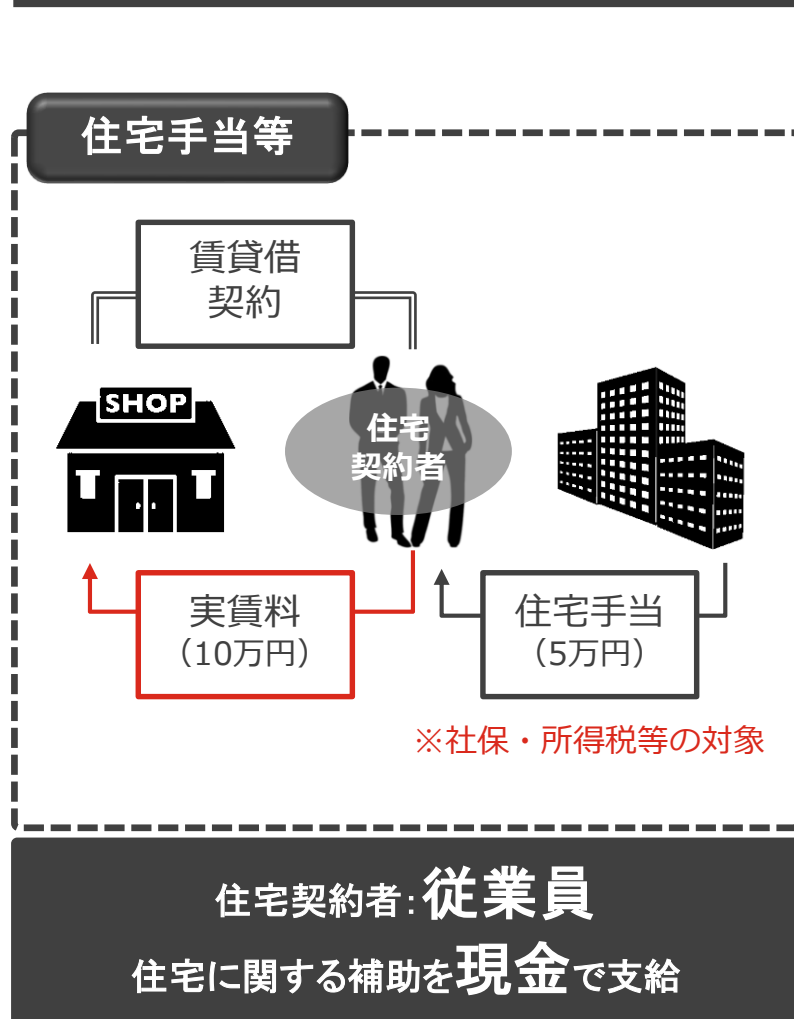 住宅手当等
賃貸借
契約
SHOP
住宅
契約者
実賃料
（10万円）
住宅手当
（5万円）
※社保・所得税等の対象
住宅契約者：従業員
住宅に関する補助を現金で支給